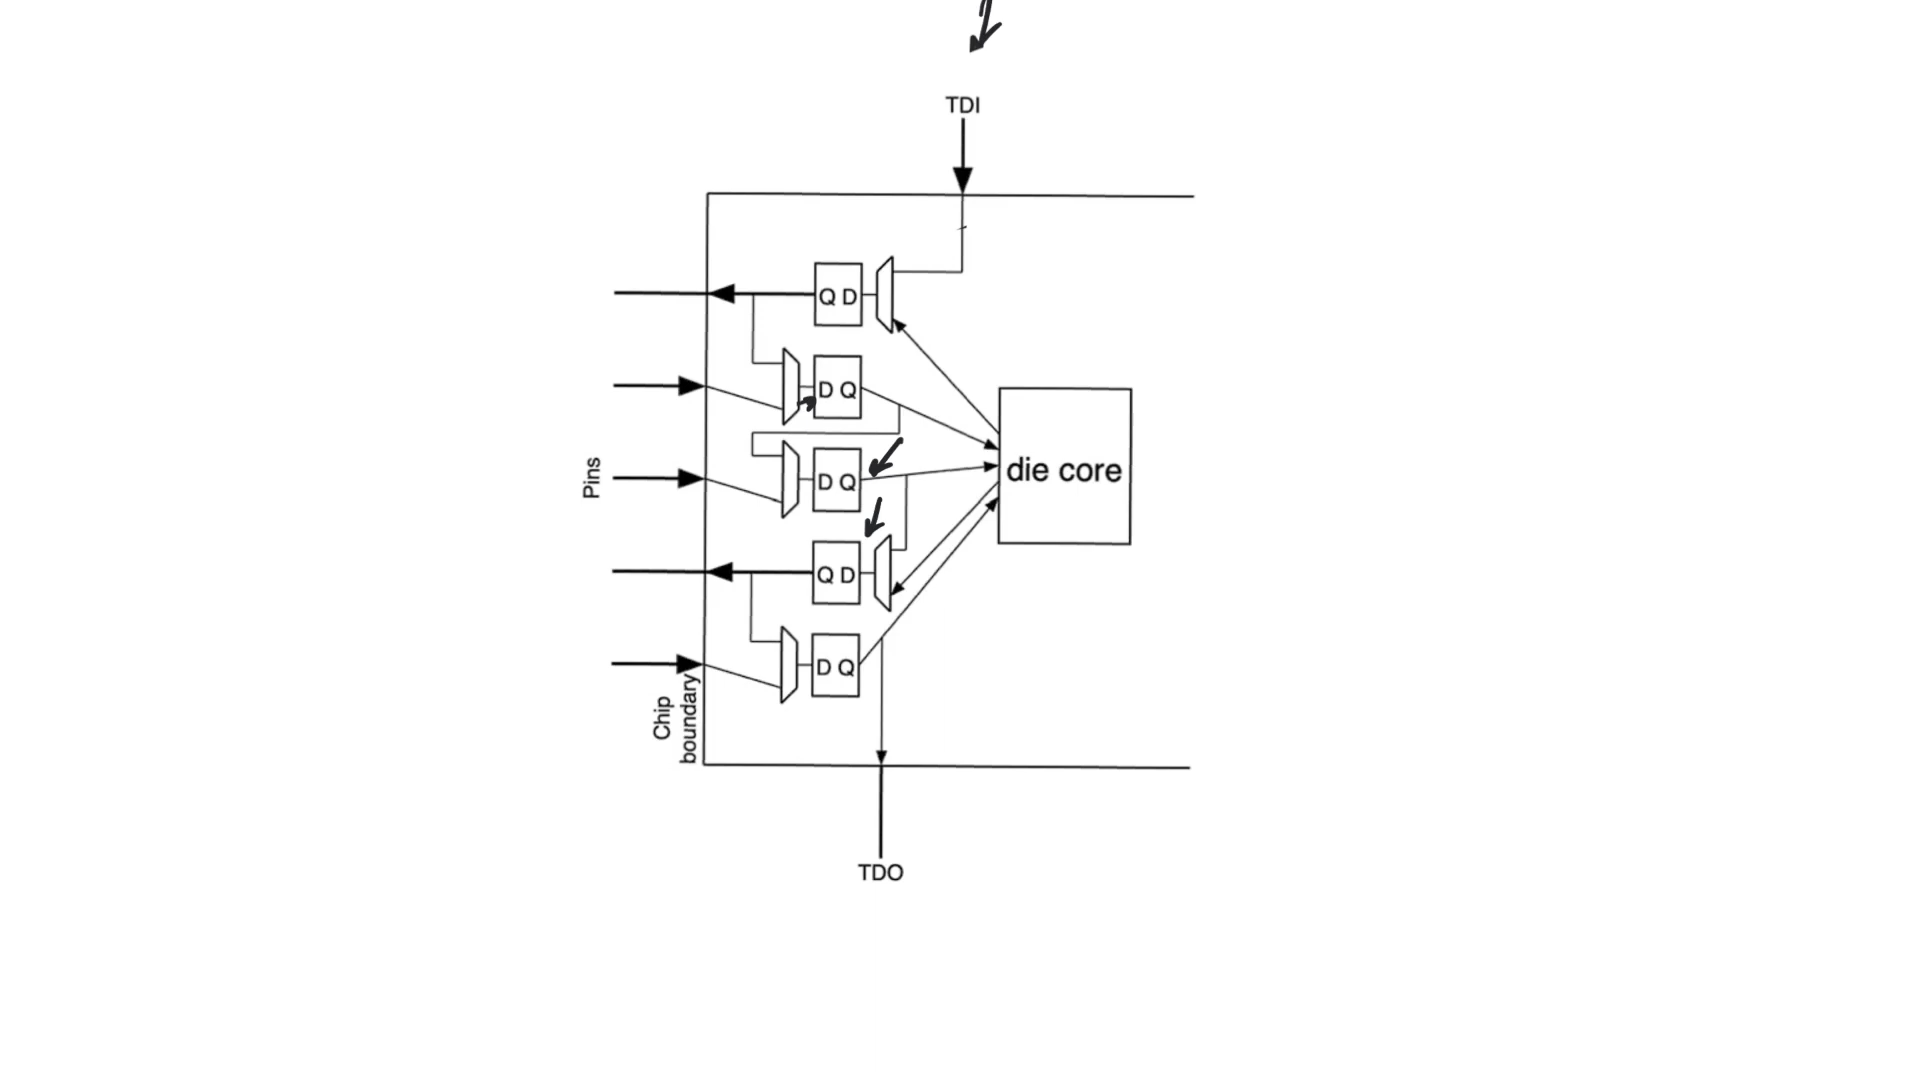 TDI
Q D
D Q
Pins
D Q
die core
Q D
D Q
Chip
boundary
TDO